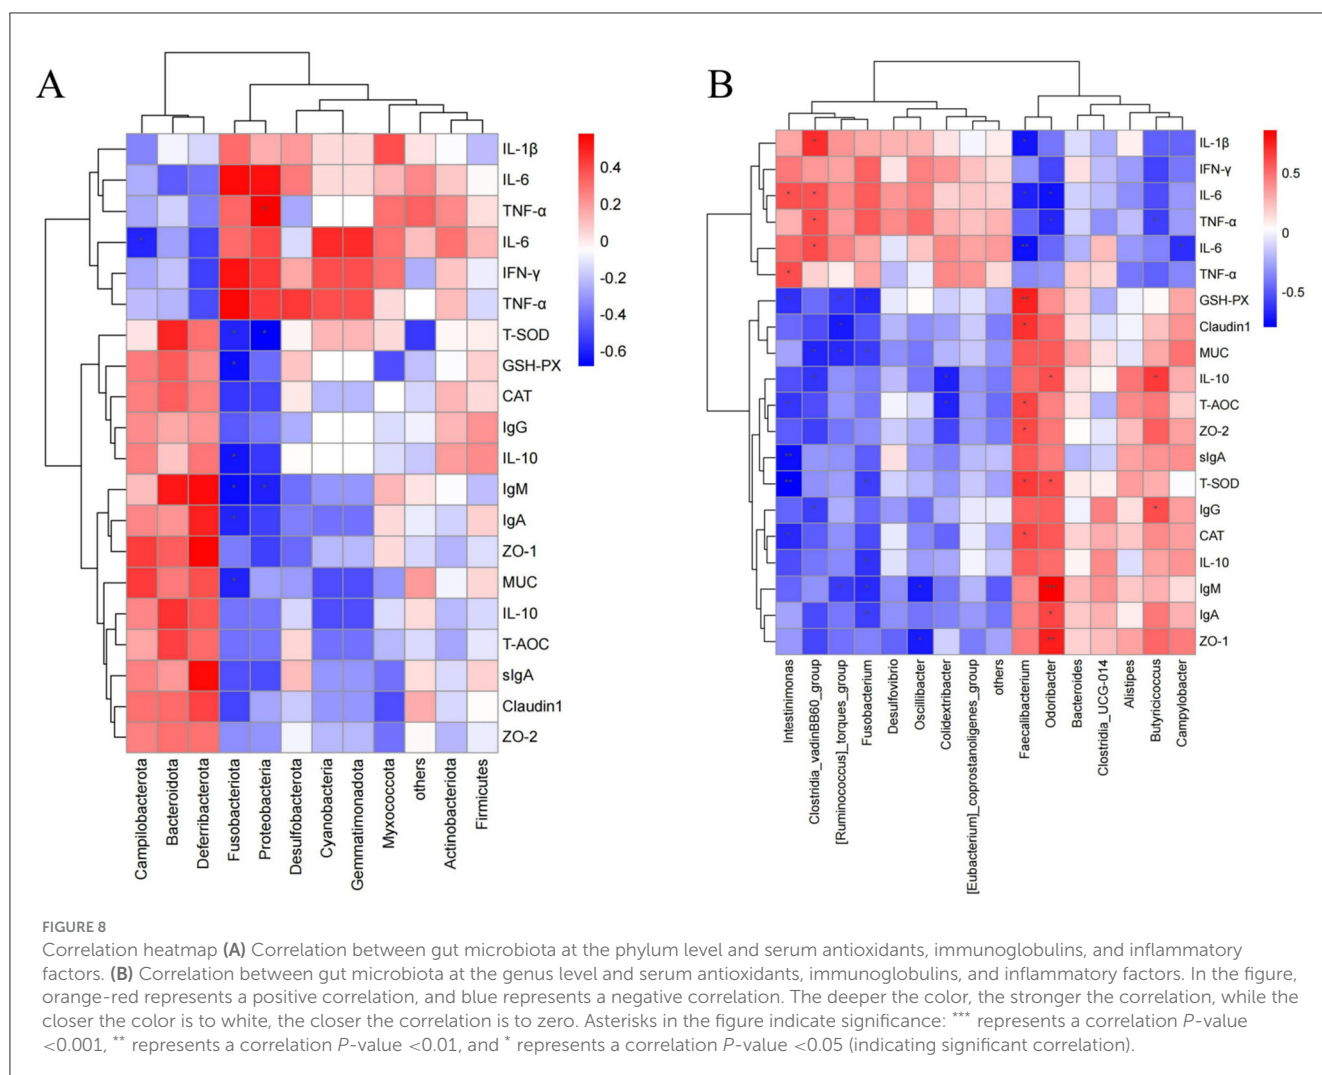 A
IL-1β
IL-6
TNF-α
IL-6
IFN-γ
TNF-α
T-SOD
GSH-PX
CAT
IgG
IL-10
IgM
IgA
ZO-1
MUC
IL-10
T-AOC
sIgA
Claudin1
ZO-2
0.4
0.2
0
-0.2
-0.4
-0.6
Campilobacterota
Bacteroidota
Deferribacterota
Fusobacteriota
Proteobacteria
Desulfobacterota
Cyanobacteria
Gemmatimonadota
Myxococcota
others
Actinobacteriota
Firmicutes
B
IL-1β
IFN-γ
IL-6
TNF-α
IL-6
TNF-α
GSH-PX
Claudin1
MUC
IL-10
T-AOC
ZO-2
sIgA
T-SOD
IgG
CAT
IL-10
IgM
IgA
ZO-1
0.5
0
-0.5
Intestinimonas
Clostridia_vadinBB60_group
[Ruminococcus]_torques_group
Fusobacterium
Desulfovibrio
Oscillibacter
Colidextribacter
[Eubacterium]_coprostanoligenes_group
others
Faecalibacterium
Odoribacter
Bacteroides
Clostridia_UCG-014
Alistipes
Butyricicoccus
Campylobacter
FIGURE 8
Correlation heatmap (A) Correlation between gut microbiota at the phylum level and serum antioxidants, immunoglobulins, and inflammatory
factors. (B) Correlation between gut microbiota at the genus level and serum antioxidants, immunoglobulins, and inflammatory factors. In the figure,
orange-red represents a positive correlation, and blue represents a negative correlation. The deeper the color, the stronger the correlation, while the
closer the color is to white, the closer the correlation is to zero. Asterisks in the figure indicate significance: *** represents a correlation P-value
<0.001, ** represents a correlation P-value <0.01, and * represents a correlation P-value <0.05 (indicating significant correlation).